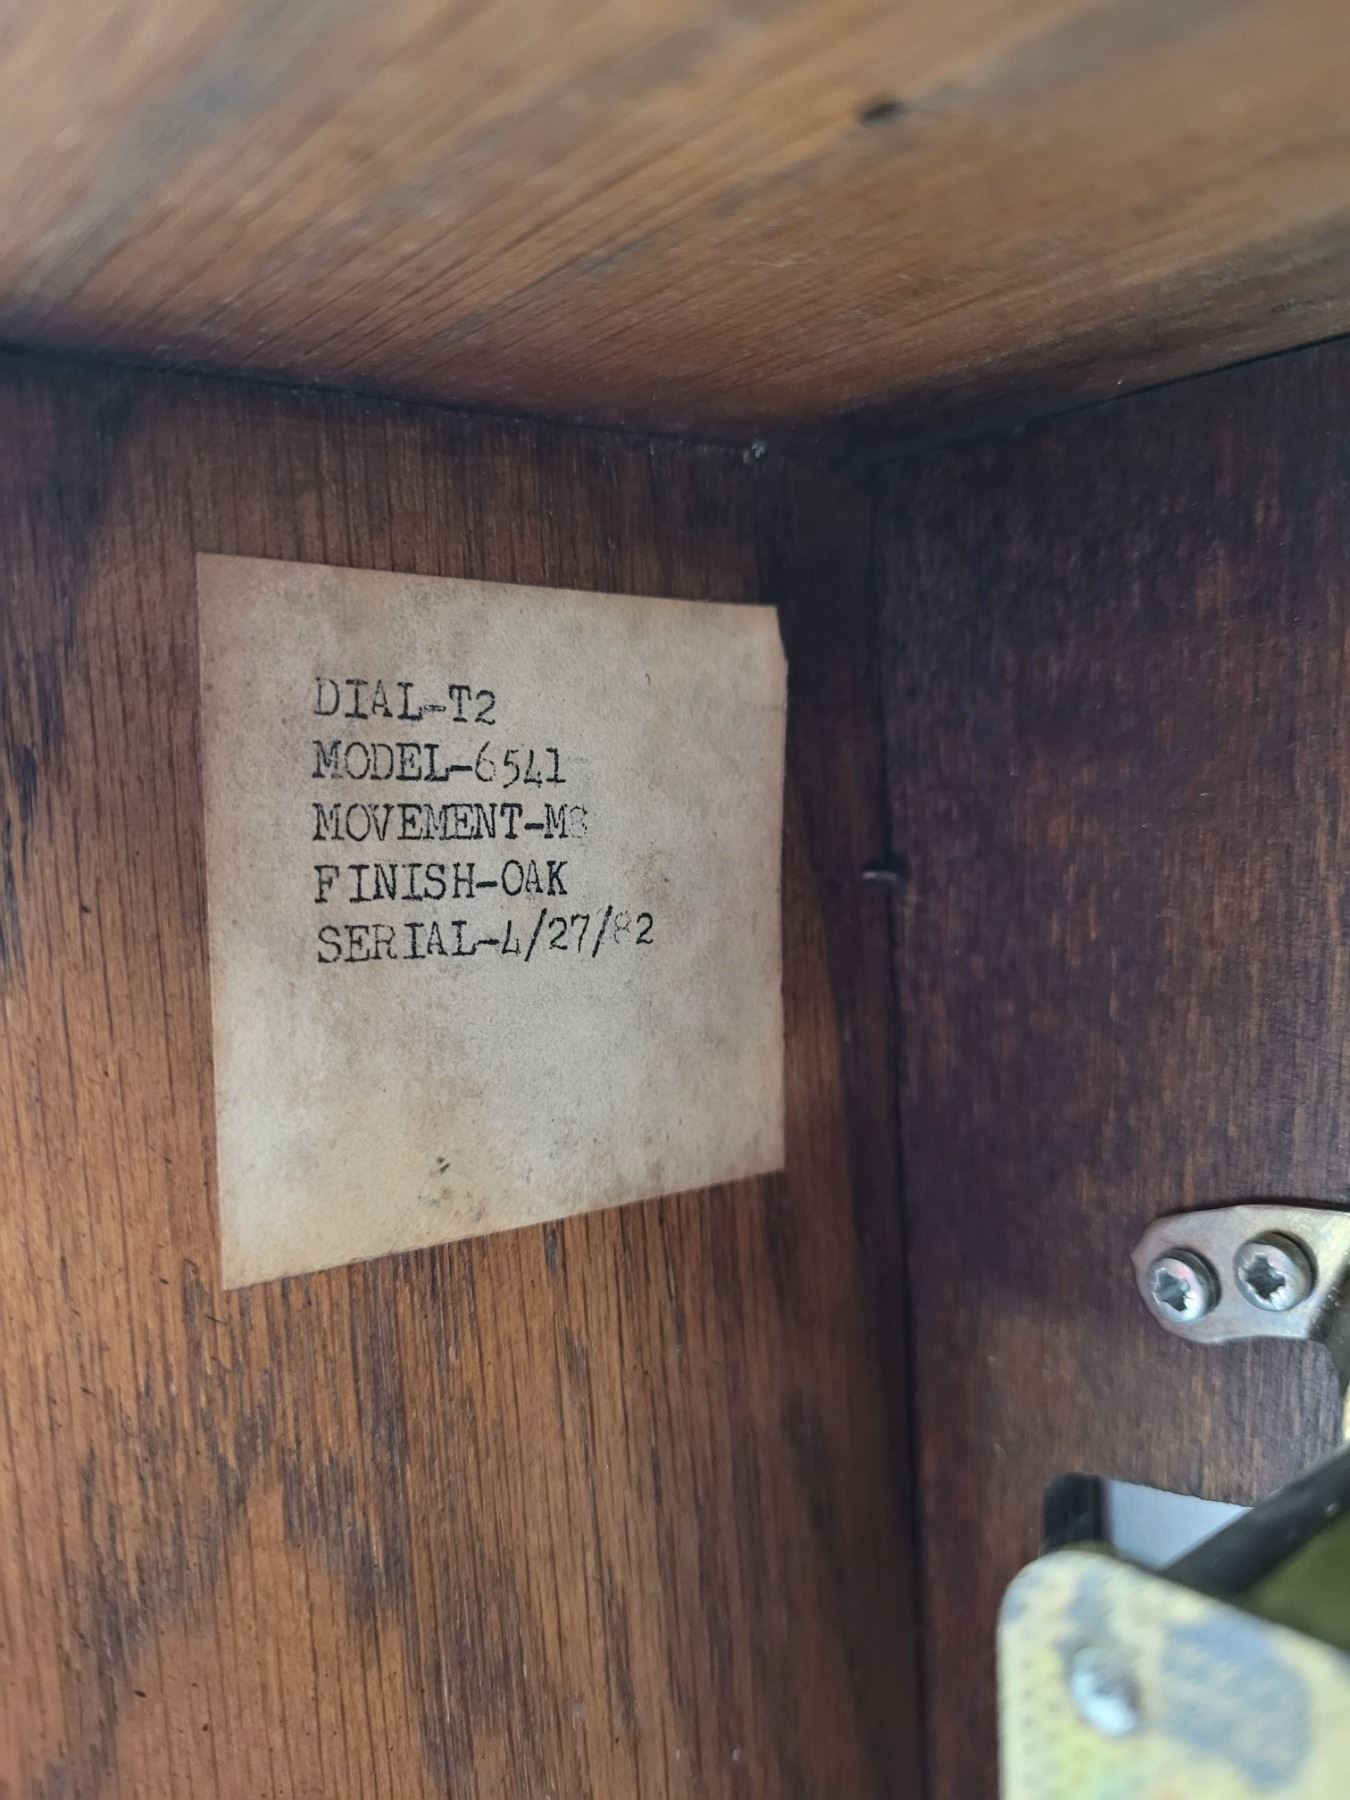 DIAL-T2
MODEL-6541
MOVEMENT-M8
FINISH-OAK
SERIAL-4/27/82